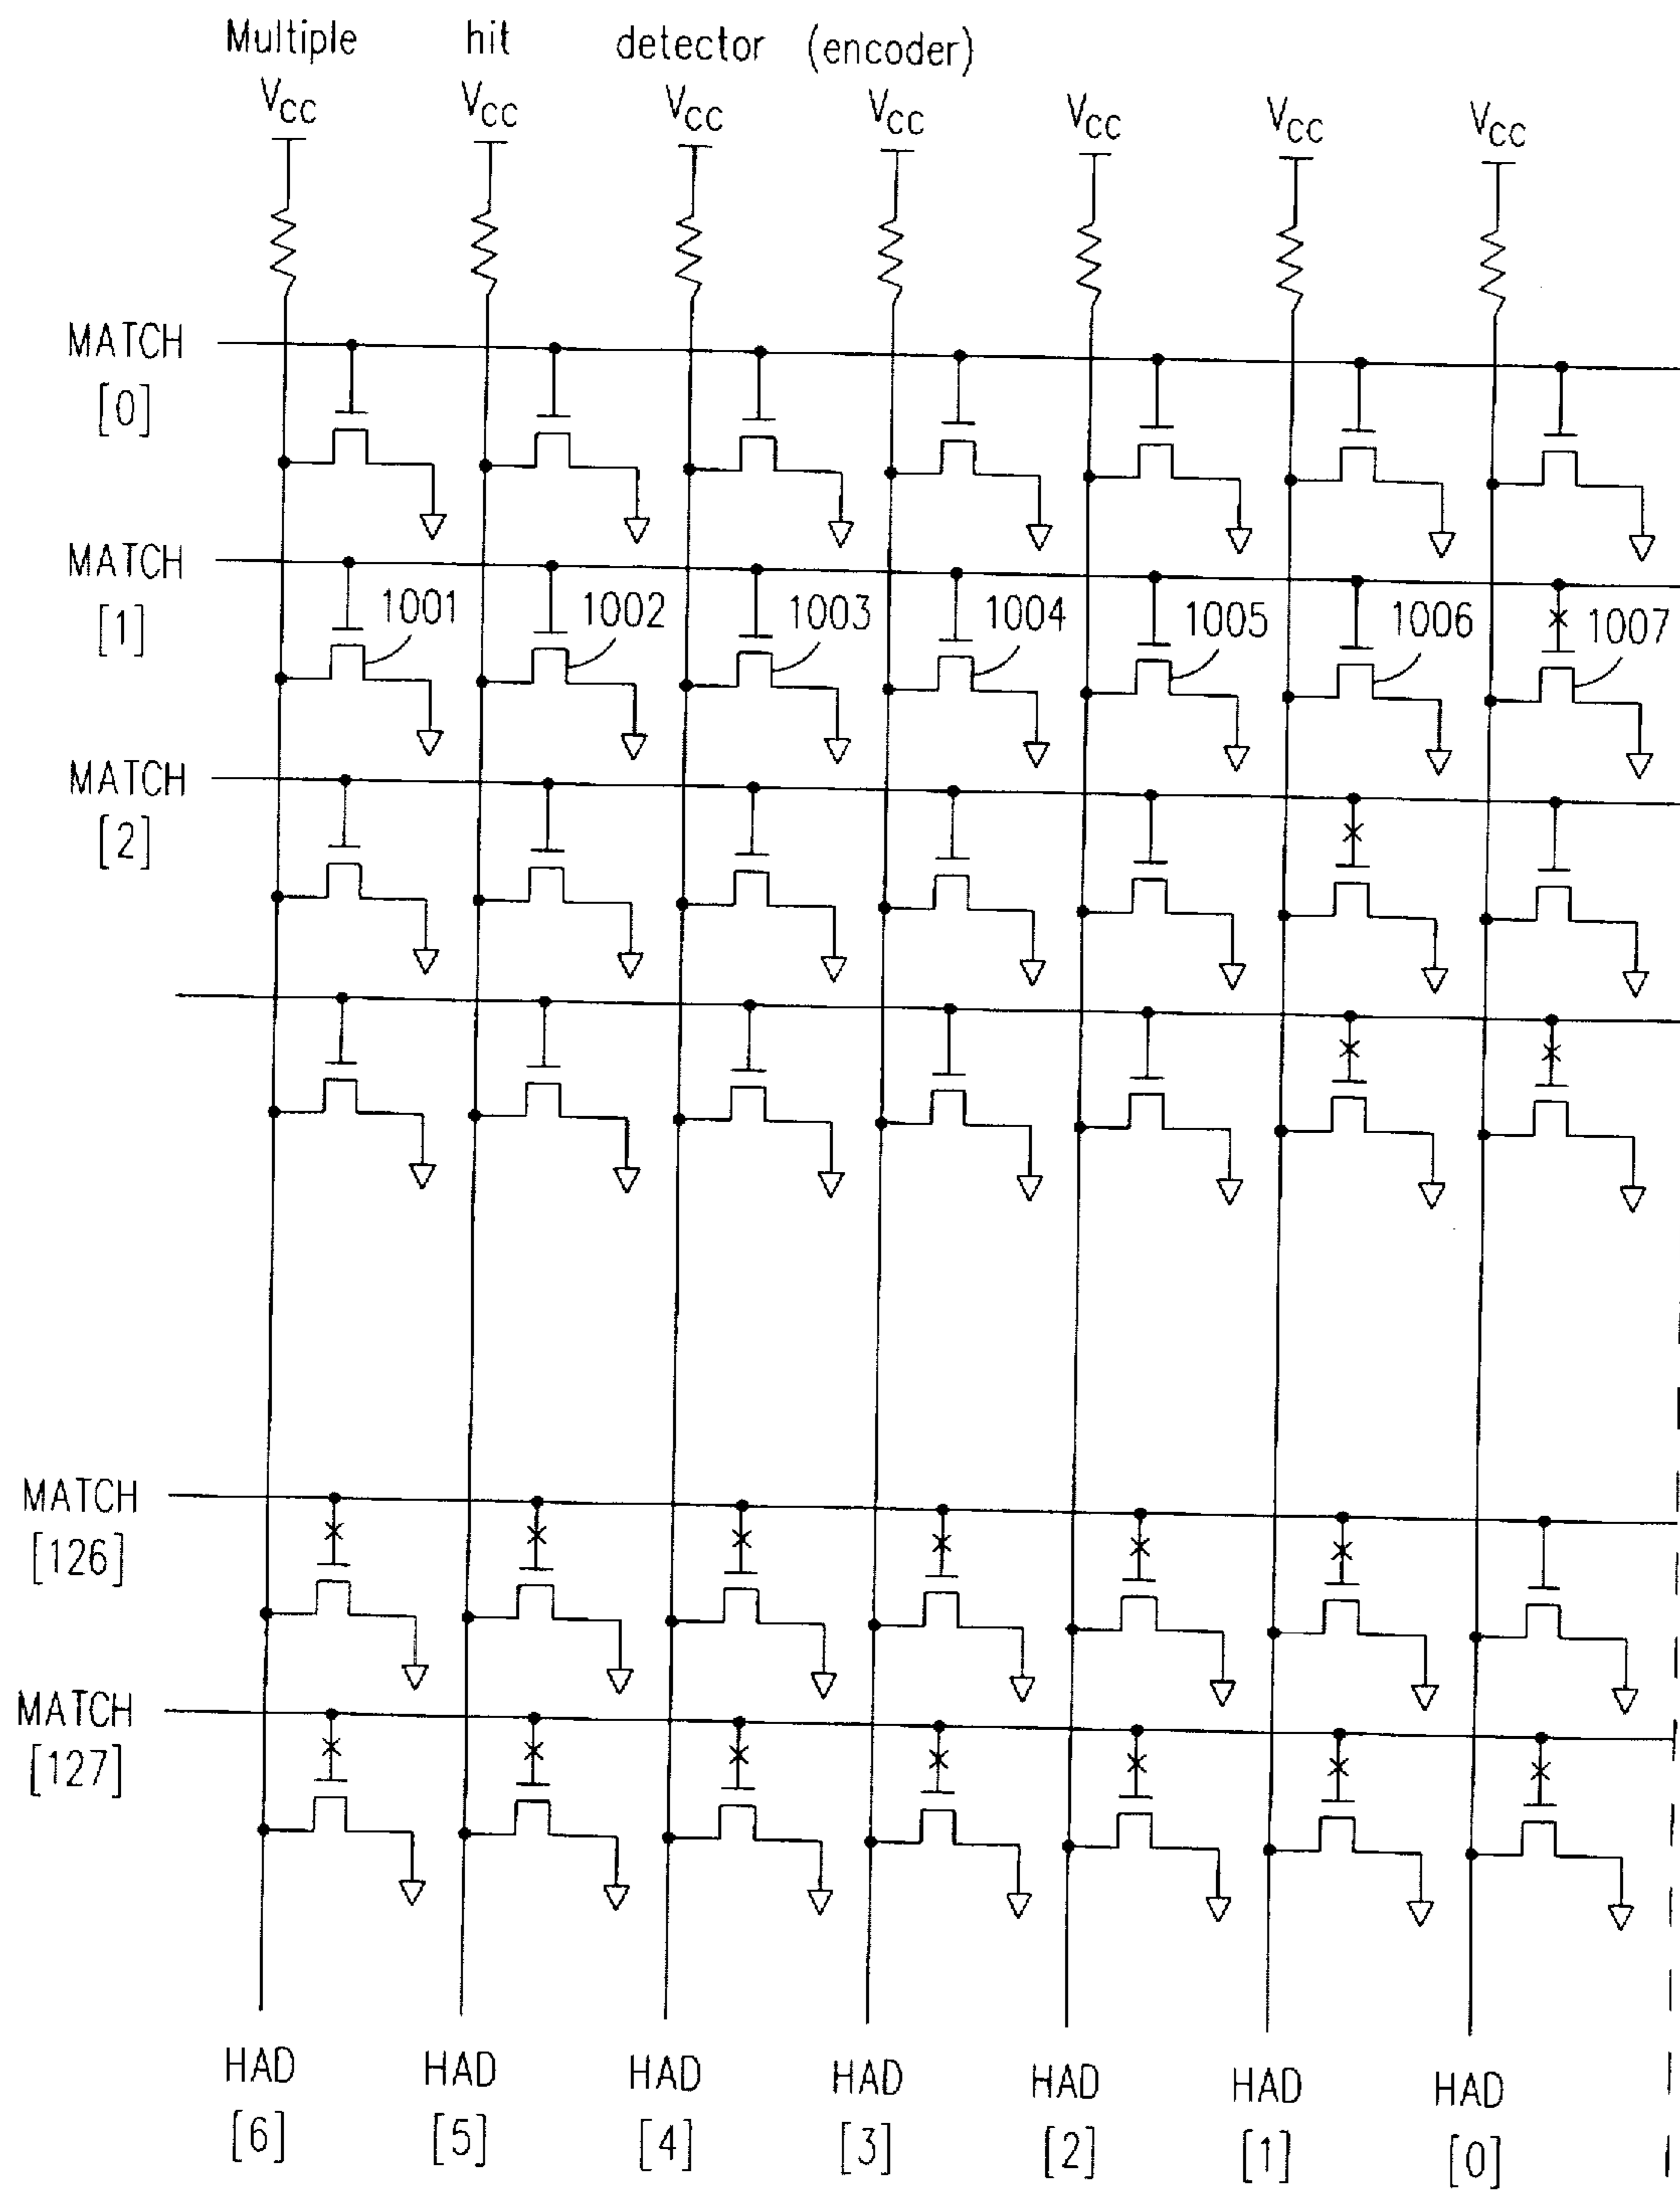 Multiple hit detector (encoder)
VCC VCC VCC VCC VCC VCC VCC
MATCH
[0]
MATCH
[1]
1001 1002 1003 1004 1005 1006 1007
MATCH
[2]
MATCH
[126]
MATCH
[127]
HAD HAD HAD HAD HAD HAD HAD
[6] [5] [4] [3] [2] [1] [0]